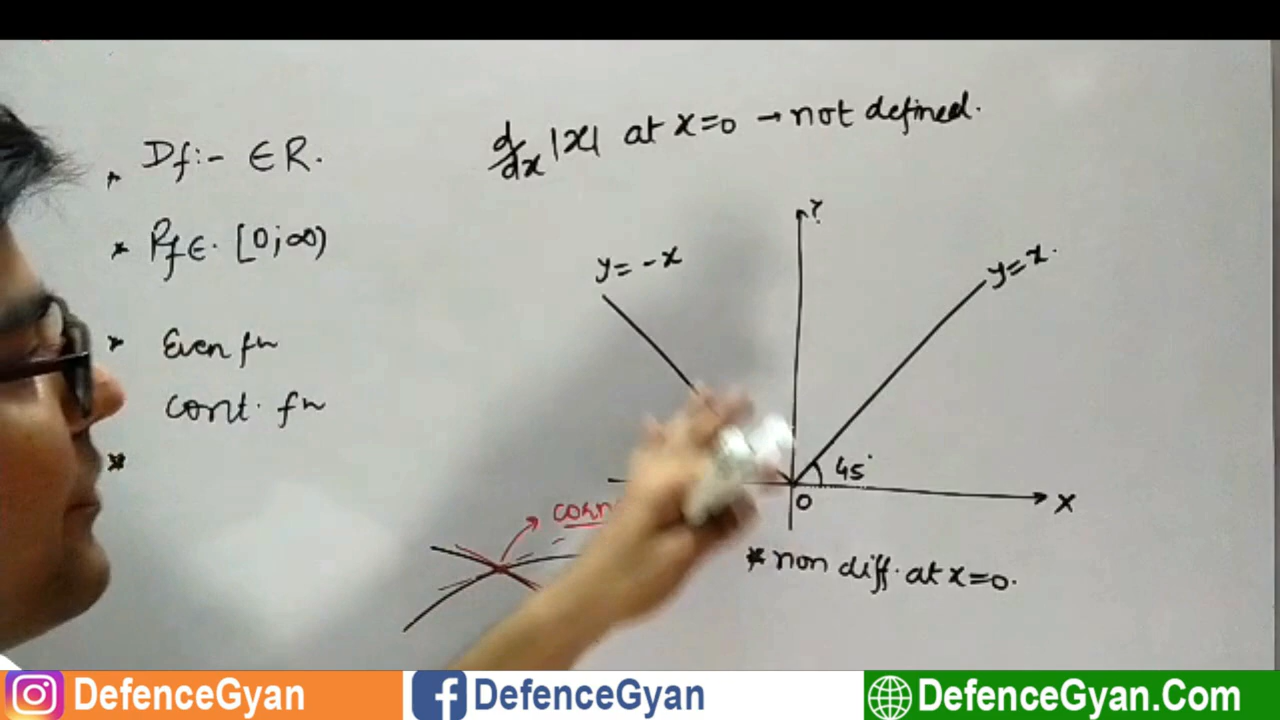 d/dx |x| at x=0 → not defined.
* Df:- ∈R.
* Rf∈. [0,∞)
* Even fn
cont. fn
*
y
y= -x
y=x.
45°
O
X
corn
* non diff. at x=0.
DefenceGyan
DefenceGyan
DefenceGyan.Com